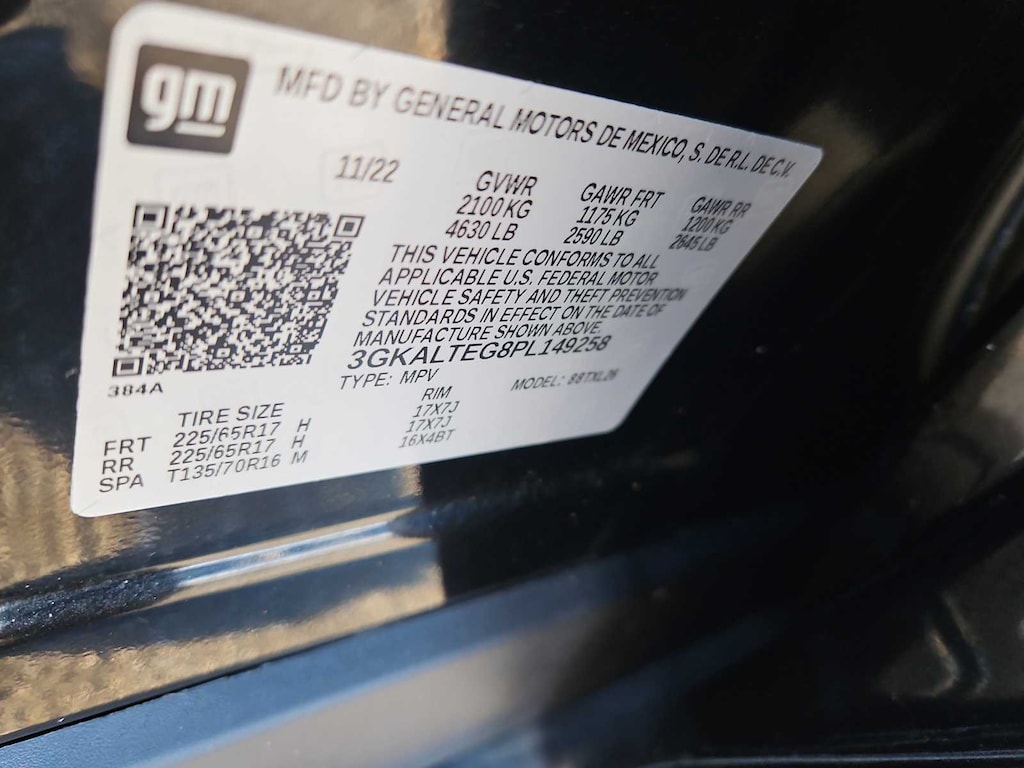 gm
MFD BY GENERAL MOTORS DE MEXICO, S. DE R.L. DE C.V.
11/22 GVWR GAWR FRT GAWR RR
2100 KG 1175 KG 1200 KG
4630 LB 2590 LB 2645 LB
THIS VEHICLE CONFORMS TO ALL
APPLICABLE U.S. FEDERAL MOTOR
VEHICLE SAFETY AND THEFT PREVENTION
STANDARDS IN EFFECT ON THE DATE OF
MANUFACTURE SHOWN ABOVE.
3GKALTEG8PL149258
384A TYPE: MPV MODEL: 88TXL26
TIRE SIZE RIM
FRT 225/65R17 H 17X7J
RR 225/65R17 H 17X7J
SPA T135/70R16 M 16X4BT